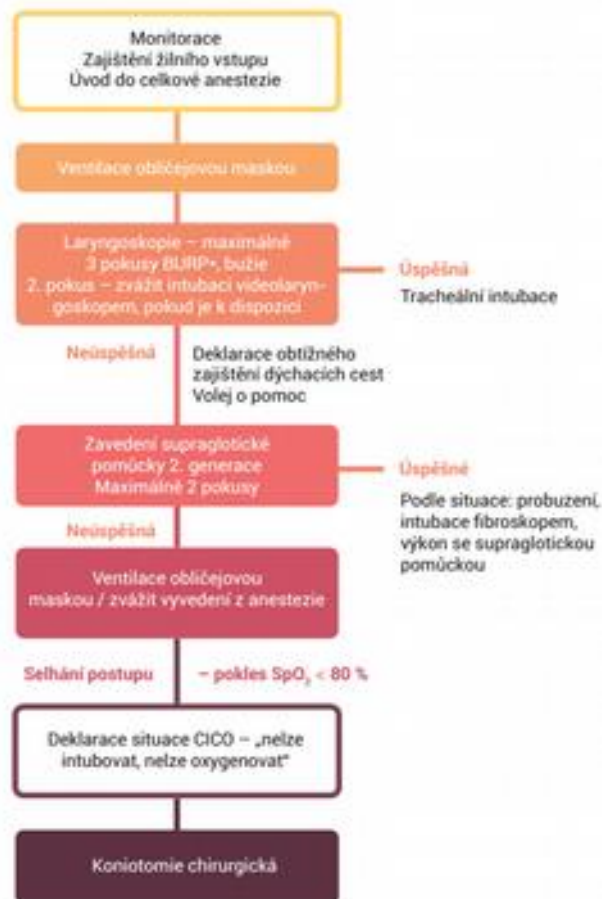 Monitorace
Zajištění žilního vstupu
Úvod do celkové anestezie
Ventilace obličejovou maskou
Laryngoskopie – maximálně
3 pokusy BURP*, bužie
2. pokus – zvážit intubaci videolaryn-
goskopem, pokud je k dispozici
Úspěšná
Tracheální intubace
Neúspěšná
Deklarace obtížného
zajištění dýchacích cest
Volej o pomoc
Zavedení supraglotické
pomůcky 2. generace
Maximálně 2 pokusy
Úspěšné
Podle situace: probuzení,
intubace fibroskopem,
výkon se supraglotickou
pomůckou
Neúspěšná
Ventilace obličejovou
maskou / zvážit vyvedení z anestezie
Selhání postupu – pokles SpO₂ < 80 %
Deklarace situace CICO – „nelze
intubovat, nelze oxygenovat“
Koniotomie chirurgická